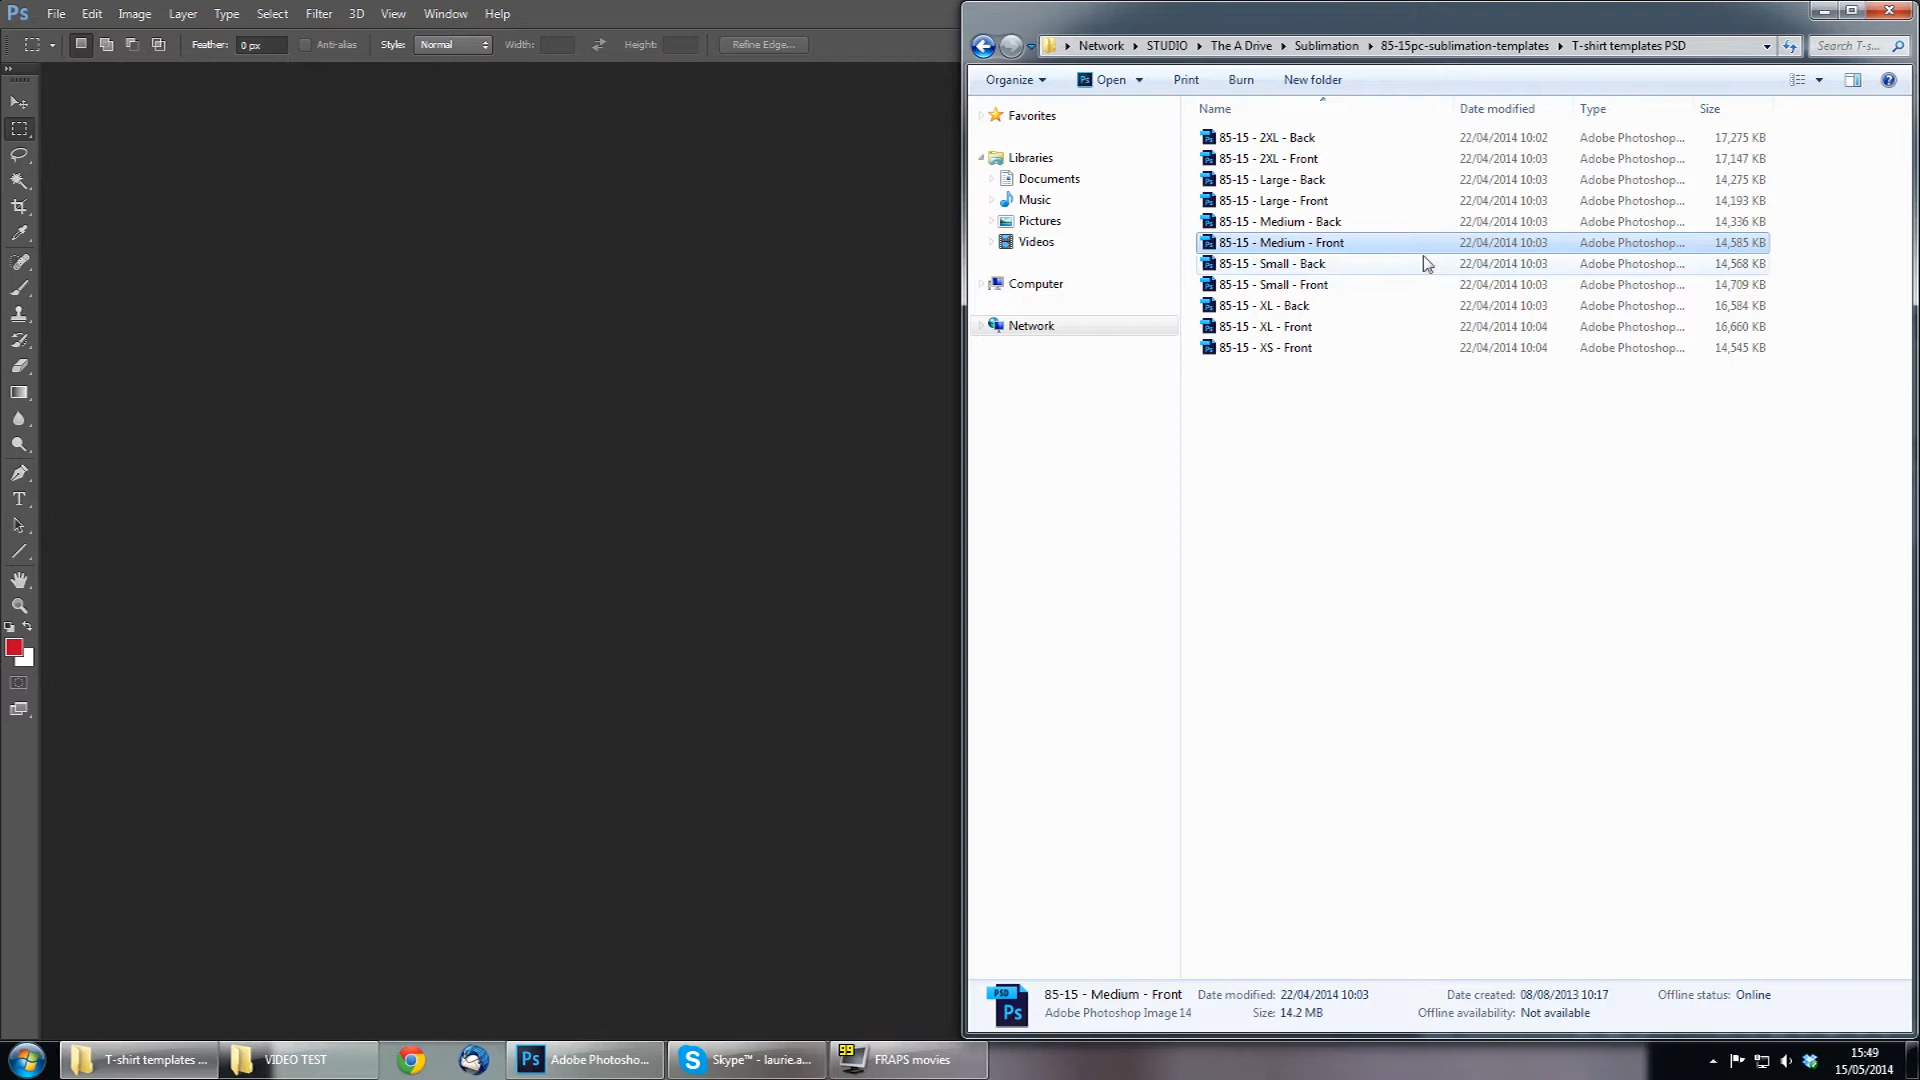 Ps File Edit Image Layer Type Select Filter 3D View Window Help
Feather: 0 px Anti-alias Style: Normal Width: Height: Refine Edge...
Network STUDIO The A Drive Sublimation 85-15pc-sublimation-templates T-shirt templates PSD Search T-s...
Organize Ps Open Print Burn New folder
Name Date modified Type Size
Favorites
Libraries
Documents
Music
Pictures
Videos
Computer
Network
85-15 - 2XL - Back 22/04/2014 10:02 Adobe Photoshop... 17,275 KB
85-15 - 2XL - Front 22/04/2014 10:03 Adobe Photoshop... 17,147 KB
85-15 - Large - Back 22/04/2014 10:03 Adobe Photoshop... 14,275 KB
85-15 - Large - Front 22/04/2014 10:03 Adobe Photoshop... 14,193 KB
85-15 - Medium - Back 22/04/2014 10:03 Adobe Photoshop... 14,336 KB
85-15 - Medium - Front 22/04/2014 10:03 Adobe Photoshop... 14,585 KB
85-15 - Small - Back 22/04/2014 10:03 Adobe Photoshop... 14,568 KB
85-15 - Small - Front 22/04/2014 10:03 Adobe Photoshop... 14,709 KB
85-15 - XL - Back 22/04/2014 10:03 Adobe Photoshop... 16,584 KB
85-15 - XL - Front 22/04/2014 10:04 Adobe Photoshop... 16,660 KB
85-15 - XS - Front 22/04/2014 10:04 Adobe Photoshop... 14,545 KB
PSD Ps
85-15 - Medium - Front Date modified: 22/04/2014 10:03 Date created: 08/08/2013 10:17 Offline status: Online
Adobe Photoshop Image 14 Size: 14.2 MB Offline availability: Not available
T-shirt templates ... VIDEO TEST Ps Adobe Photosho... S Skype™ - laurie.a... 99 FRAPS movies
15:49
15/05/2014